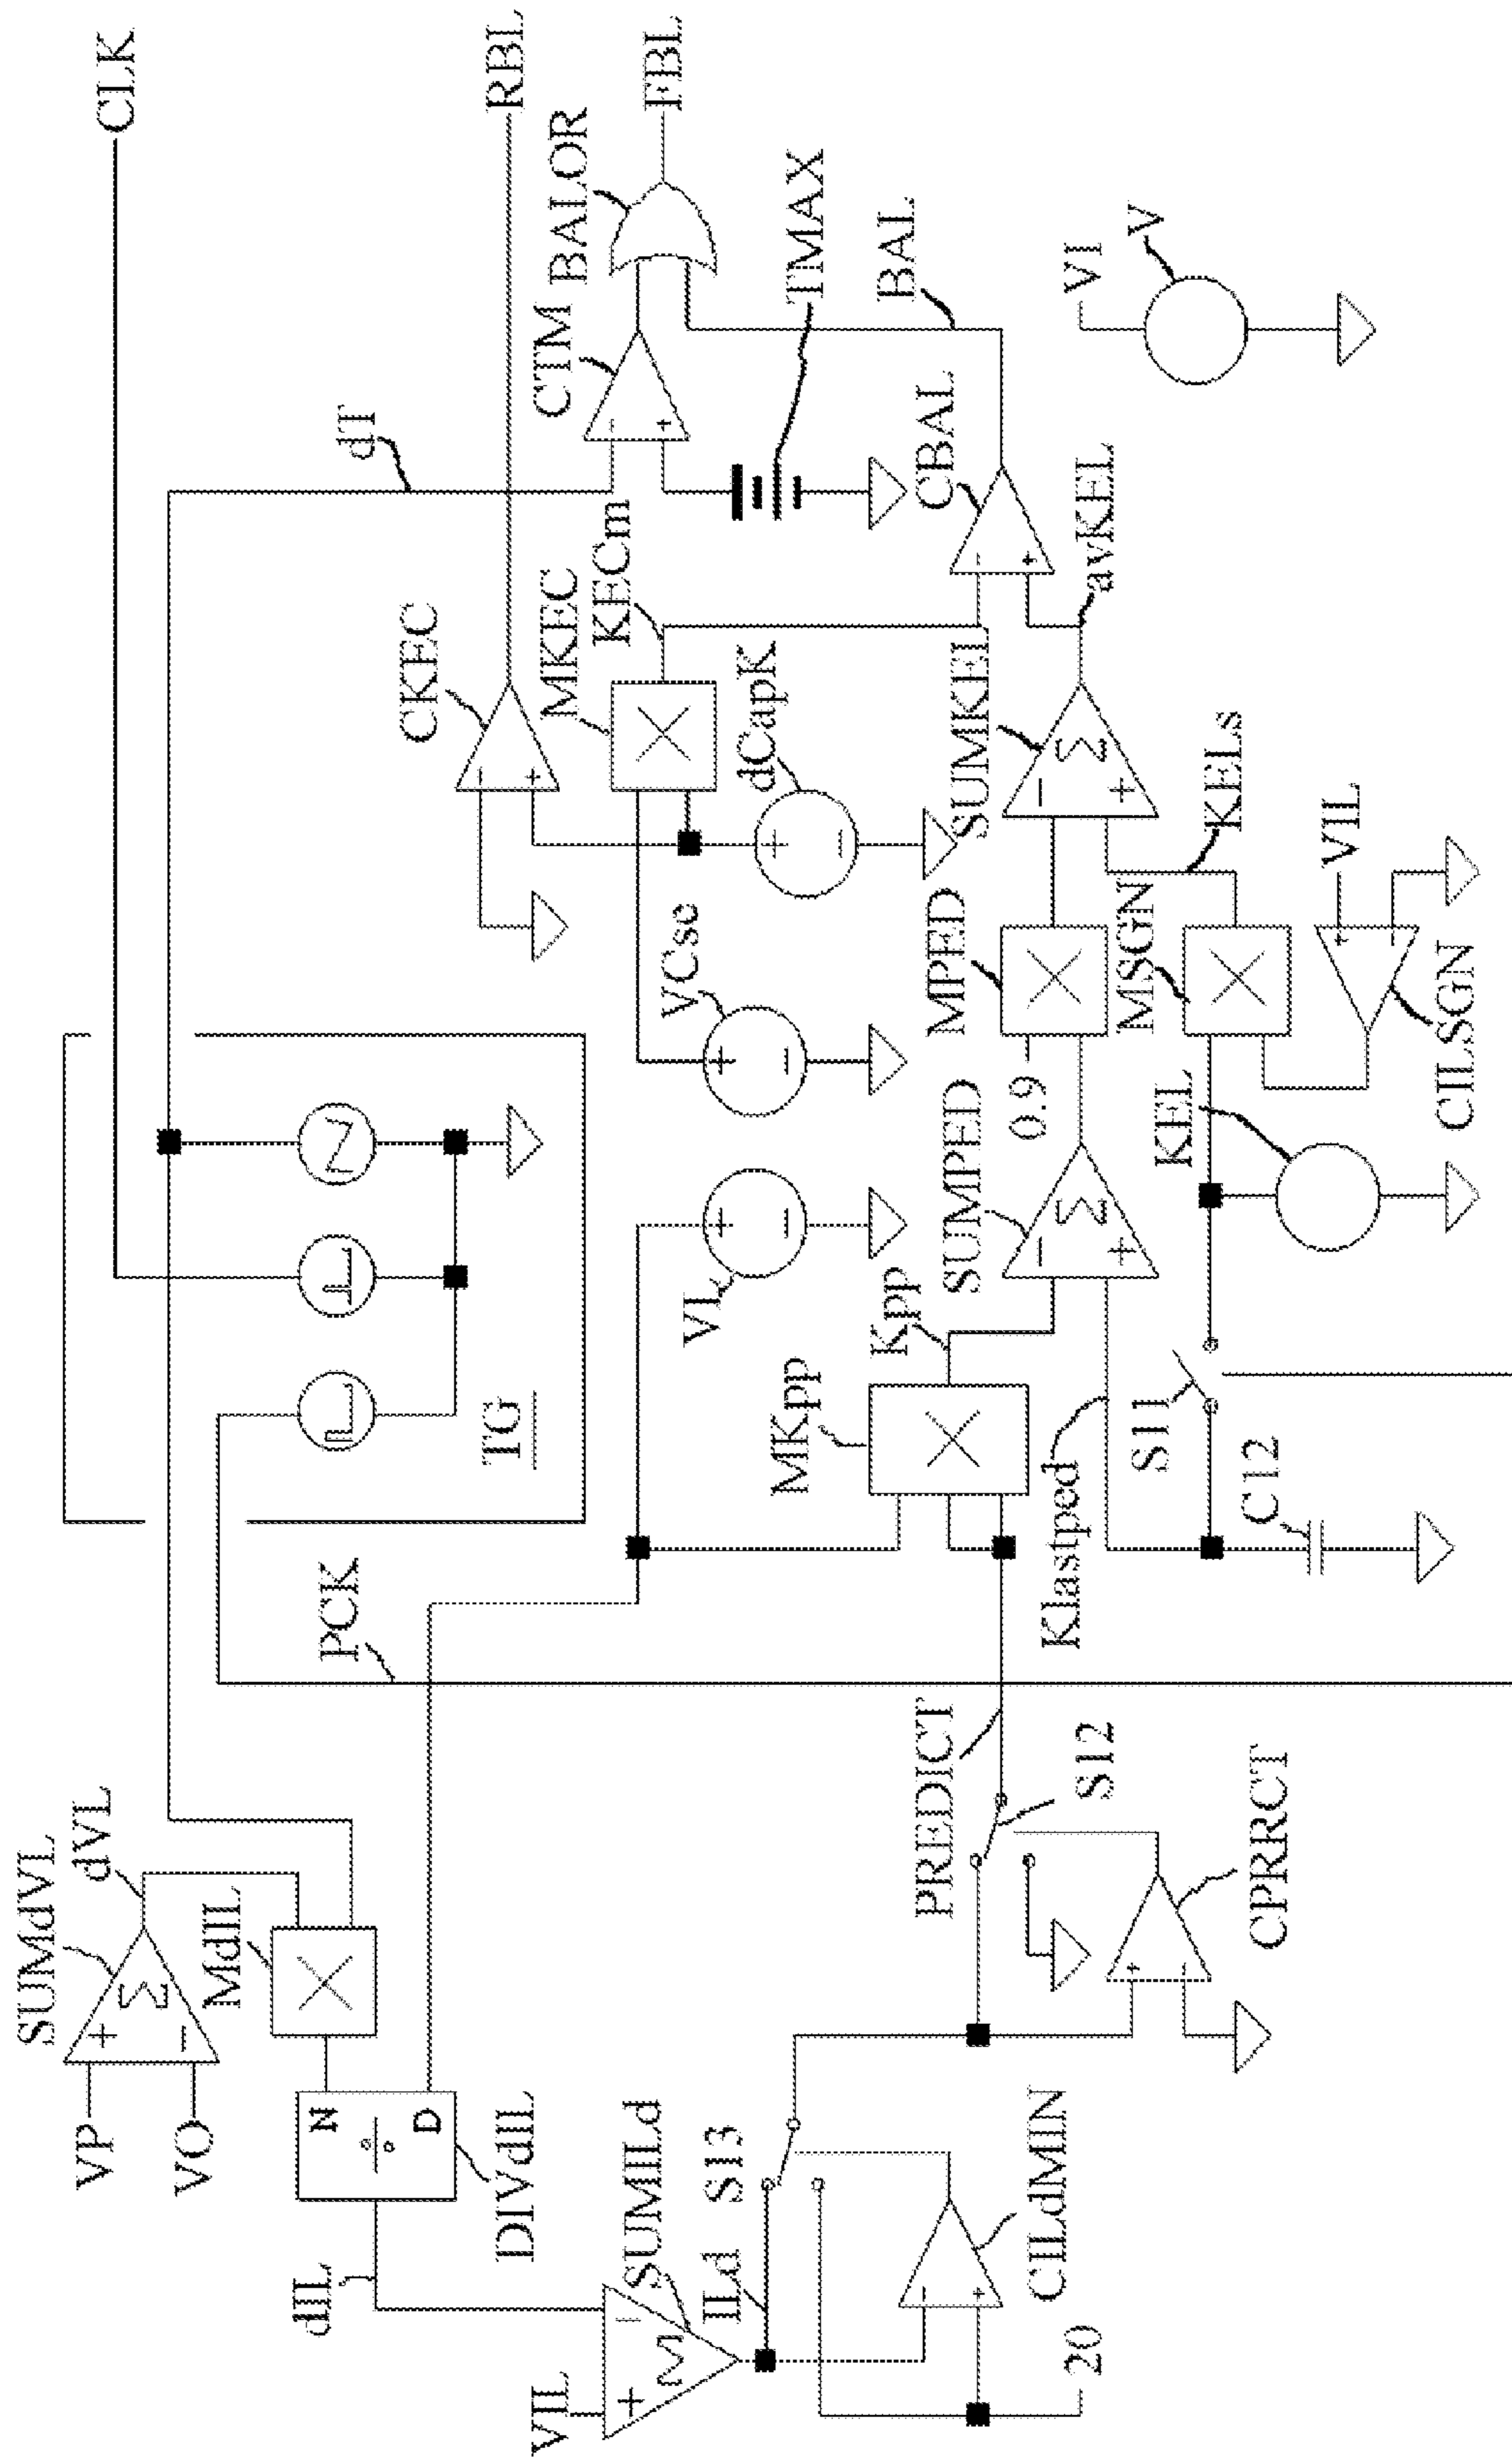 CLK
RBL
FBL
BALOR
TMAX
CTM
dT
BAL
VI
V
CBAL
avKEL
CKEC
MKEC
KECm
dCapK
SUMKEL
KELs
VIL
CILSGN
MSGN
MPED
0.9
VCse
VL
SUMPED
KEL
Kpp
MKpp
Klastped
S11
C12
TG
PCK
PREDICT
S12
CPRRCT
SUMdVL
dVL
MdIL
VP
VO
N
D
DIVdIL
dIL
SUMILd
VIL
ILd
S13
CILdMIN
20